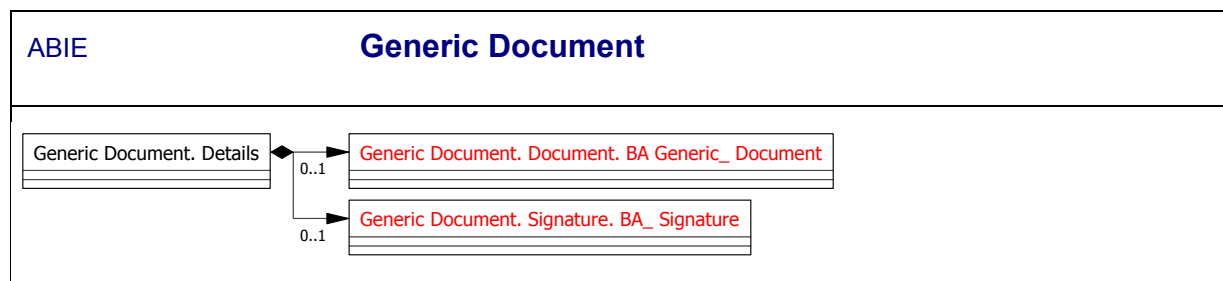 ABIE
Generic Document
Generic Document. Details
Generic Document. Document. BA Generic_ Document
0..1
Generic Document. Signature. BA_ Signature
0..1